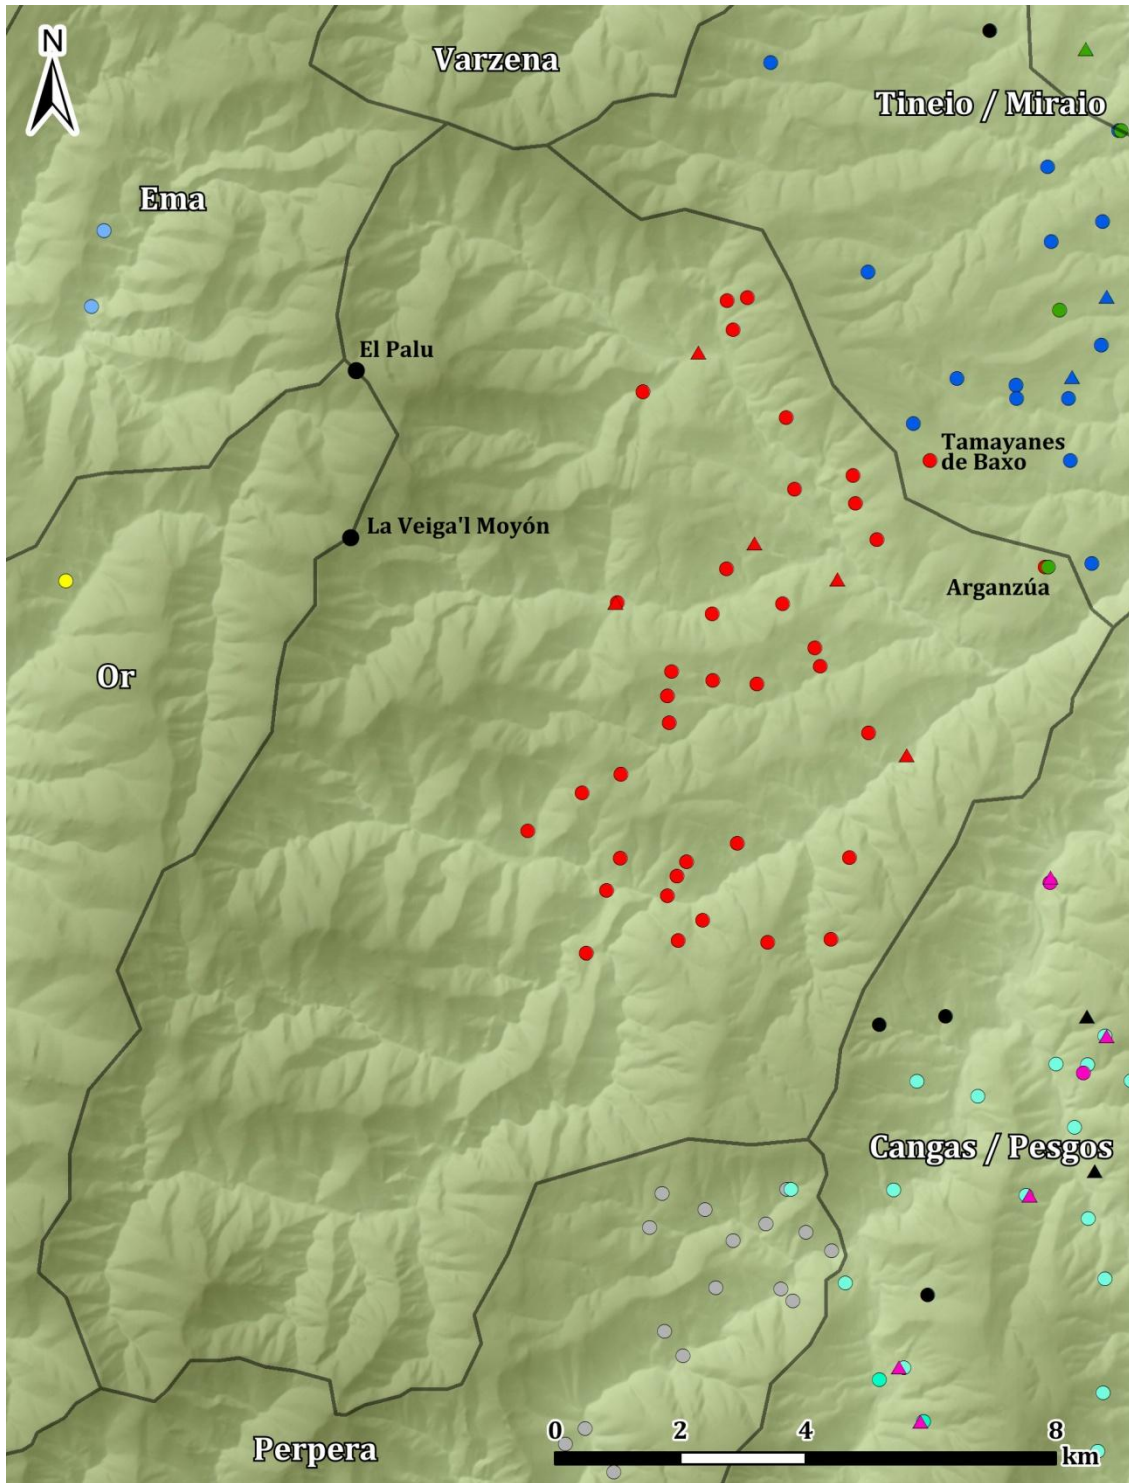 N
Varzena
Tineio / Miraio
Ema
El Palu
Tamayanes
de Baxo
La Veiga'l Moyón
Arganzúa
Or
Cangas / Pesgos
0 2 4 8
km
Perpera